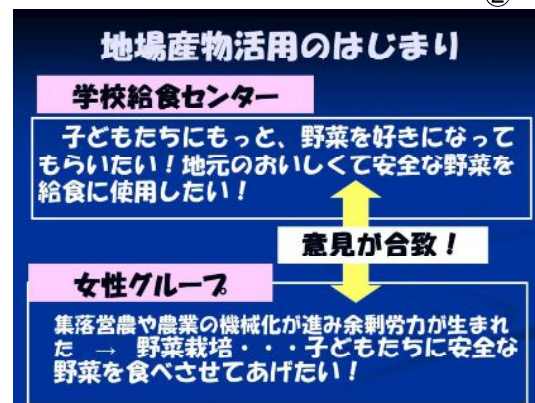 地場産物活用のはじまり
学校給食センター
子どもたちにもっと、野菜を好きになって
もらいたい！地元のおいしくて安全な野菜を
給食に使用したい！
意見が合致！
女性グループ
集落営農や農業の機械化が進み余剰労力が生まれ
た → 野菜栽培・・・子どもたちに安全な
野菜を食べさせてあげたい！